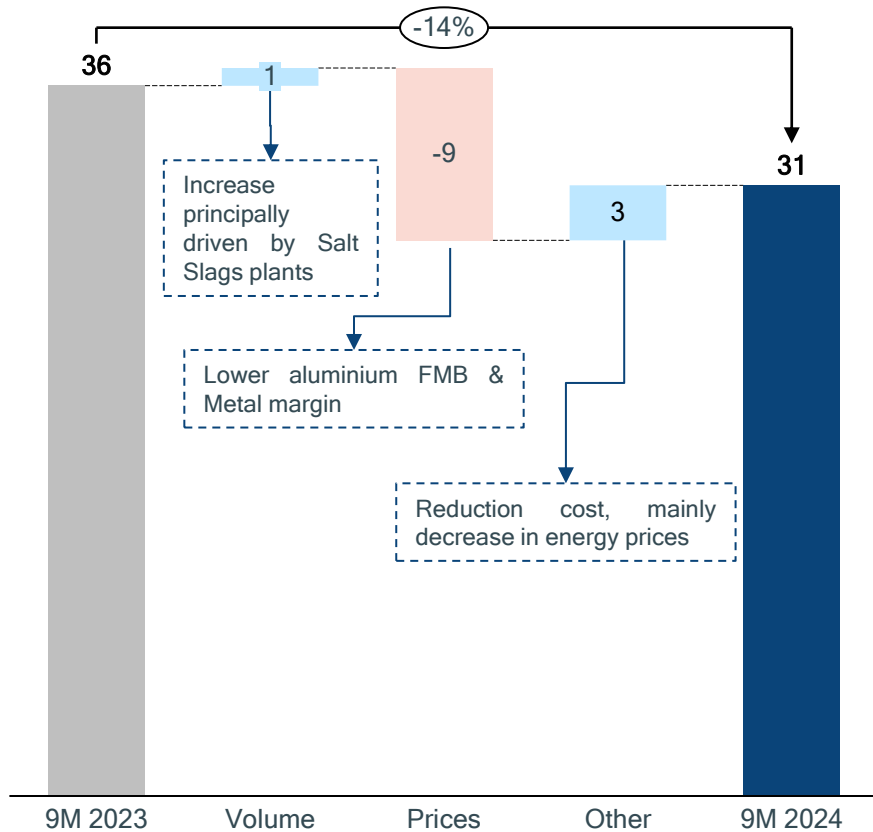 -14%
36
1
-9
3
31
Increase
principally
driven by Salt
Slags plants
Lower aluminium FMB &
Metal margin
Reduction cost, mainly
decrease in energy prices
9M 2023
Volume
Prices
Other
9M 2024